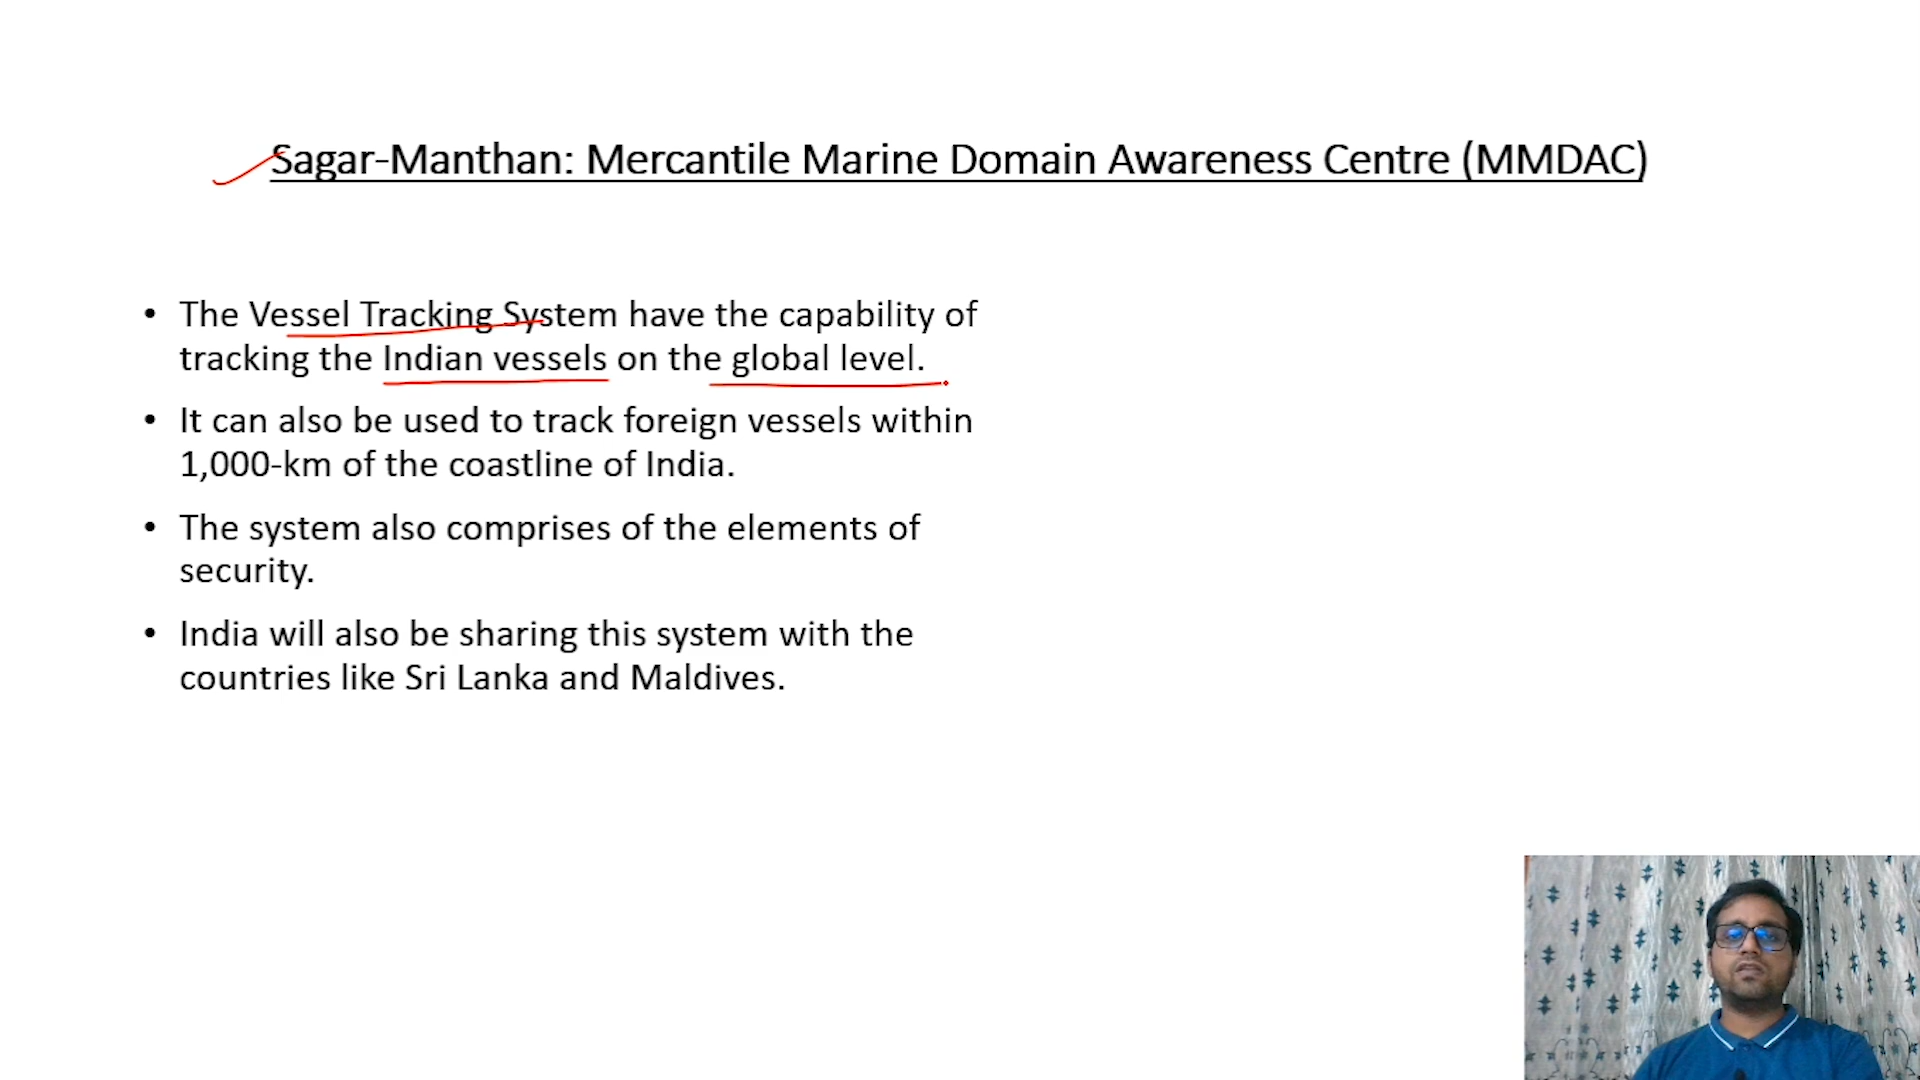 Sagar-Manthan: Mercantile Marine Domain Awareness Centre (MMDAC)
• The Vessel Tracking System have the capability of
tracking the Indian vessels on the global level.
• It can also be used to track foreign vessels within
1,000-km of the coastline of India.
• The system also comprises of the elements of
security.
• India will also be sharing this system with the
countries like Sri Lanka and Maldives.